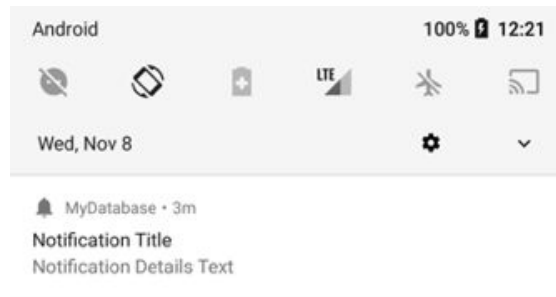 Android 100% 12:21
LTE
Wed, Nov 8
MyDatabase • 3m
Notification Title
Notification Details Text